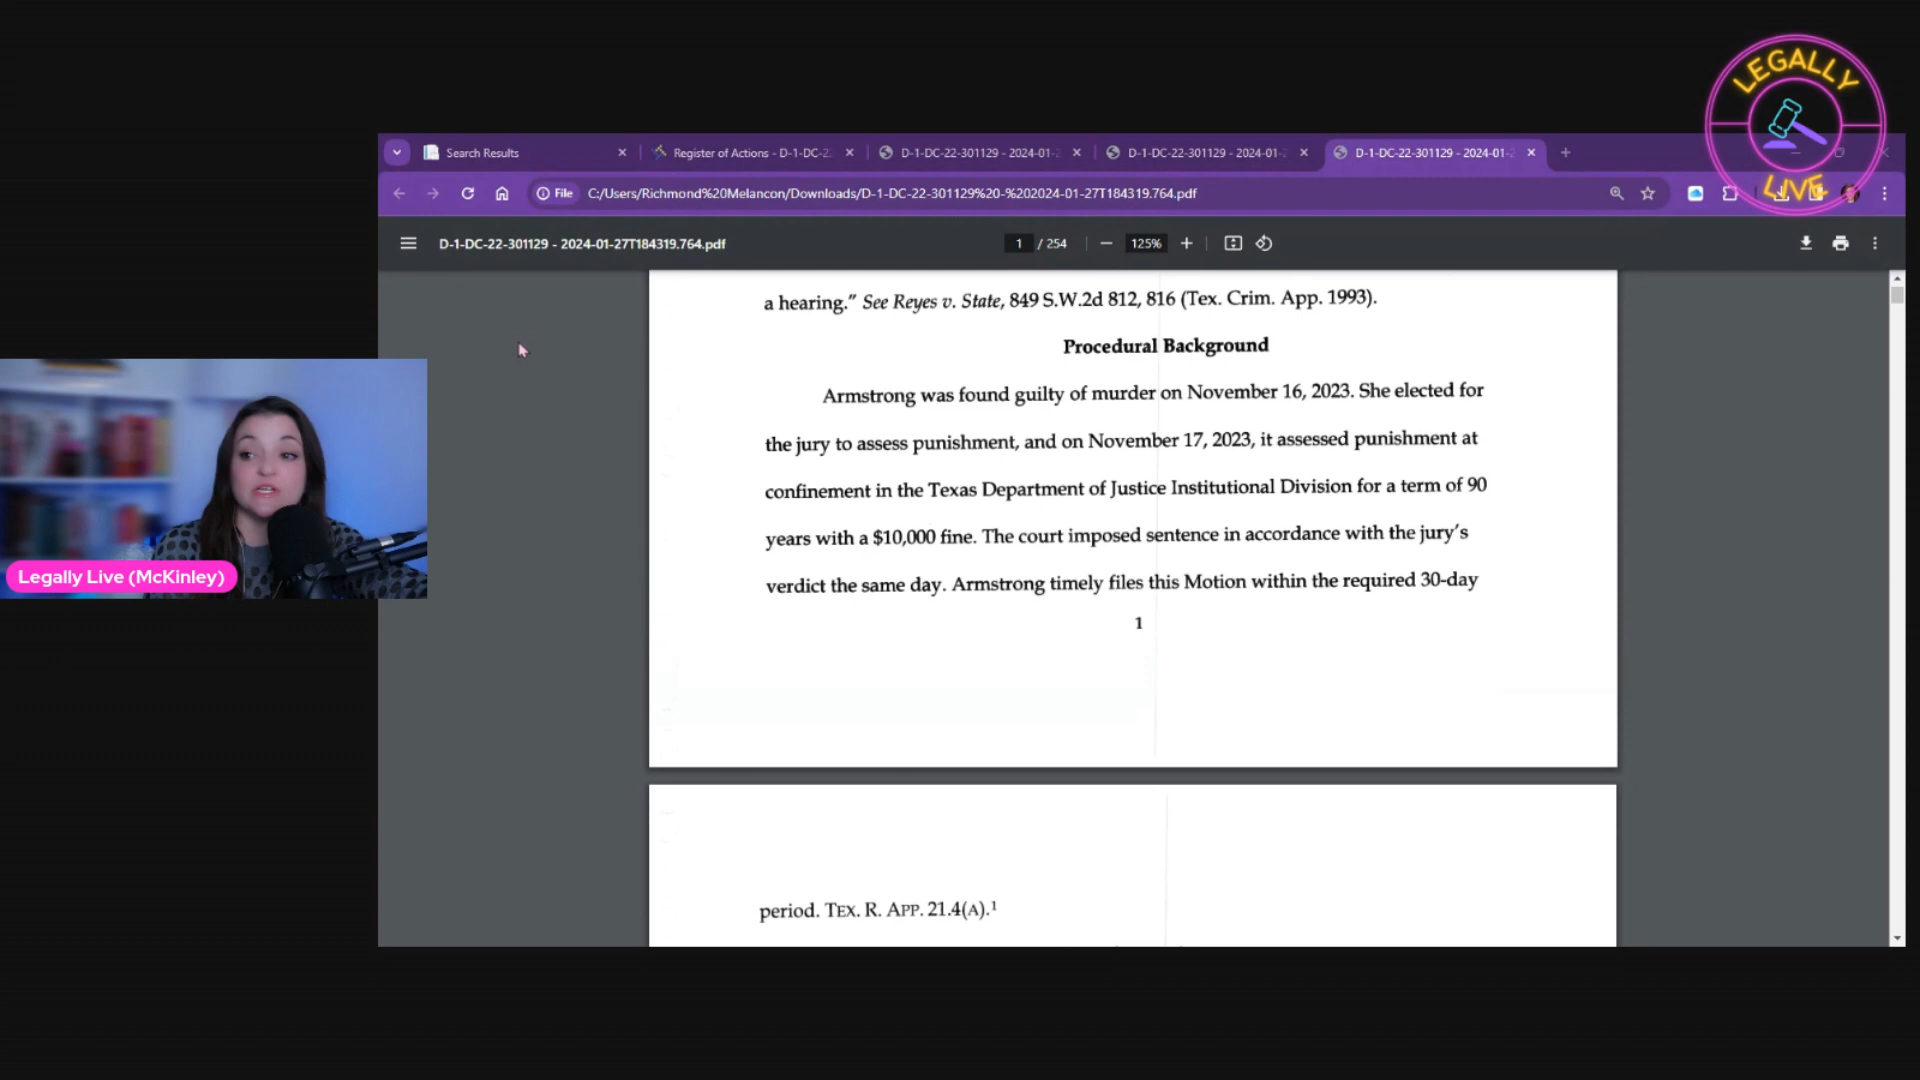 LEGALLY
LIVE
Search Results
Register of Actions - D-1-DC-2
D-1-DC-22-301129 - 2024-01-2
D-1-DC-22-301129 - 2024-01-
D-1-DC-22-301129 - 2024-01-
File
C:/Users/Richmond%20Melancon/Downloads/D-1-DC-22-301129%20-%202024-01-27T184319.764.pdf
D-1-DC-22-301129 - 2024-01-27T184319.764.pdf
1 / 254
125%
a hearing.” See Reyes v. State, 849 S.W.2d 812, 816 (Tex. Crim. App. 1993).
Procedural Background
Armstrong was found guilty of murder on November 16, 2023. She elected for
the jury to assess punishment, and on November 17, 2023, it assessed punishment at
confinement in the Texas Department of Justice Institutional Division for a term of 90
years with a $10,000 fine. The court imposed sentence in accordance with the jury’s
verdict the same day. Armstrong timely files this Motion within the required 30-day
1
period. TEX. R. APP. 21.4(A).¹
Legally Live (McKinley)